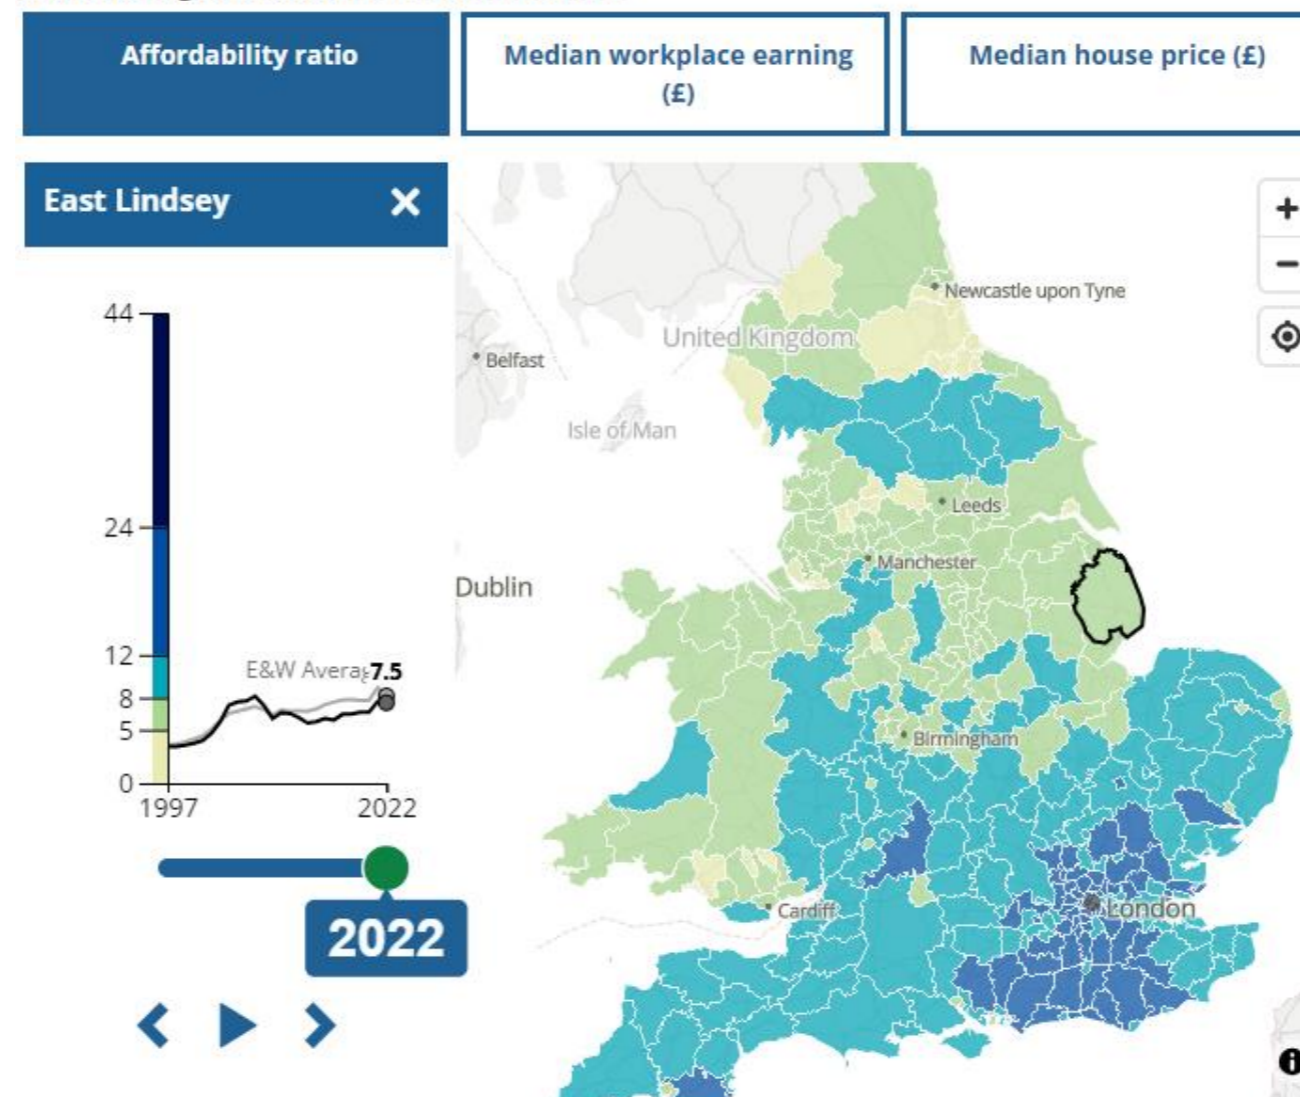 Affordability ratio
Median workplace earning
(£)
Median house price (£)
East Lindsey
44
24
12
8
5
0
E&W Averag
7.5
1997
2022
2022
Newcastle upon Tyne
United Kingdom
Belfast
Isle of Man
Leeds
Manchester
Dublin
Birmingham
Cardiff
London